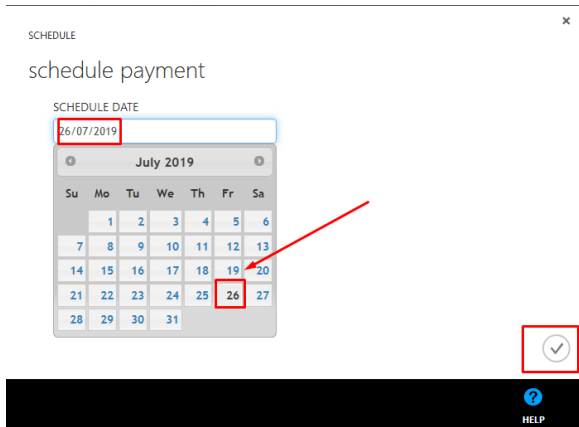 ×
SCHEDULE
schedule payment
SCHEDULE DATE
26/07/2019
July 2019
Su Mo Tu We Th Fr Sa
1 2 3 4 5 6
7 8 9 10 11 12 13
14 15 16 17 18 19 20
21 22 23 24 25 26 27
28 29 30 31
?
HELP